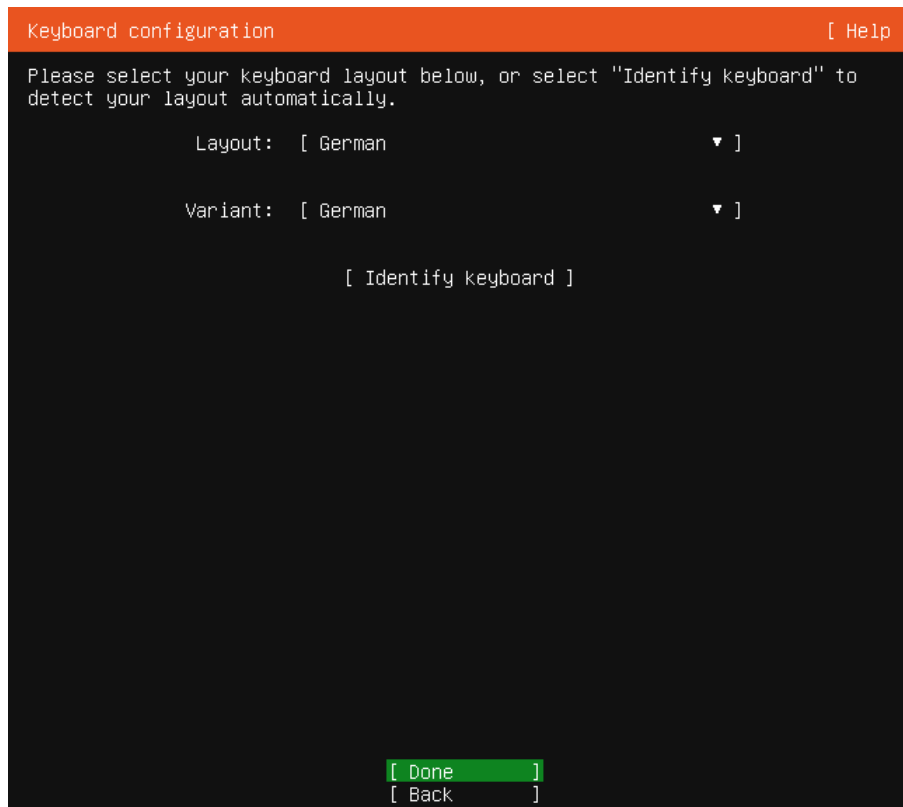 Keyboard configuration [ Help
Please select your keyboard layout below, or select "Identify keyboard" to
detect your layout automatically.
Layout: [ German ▾ ]
Variant: [ German ▾ ]
[ Identify keyboard ]
[ Done ]
[ Back ]